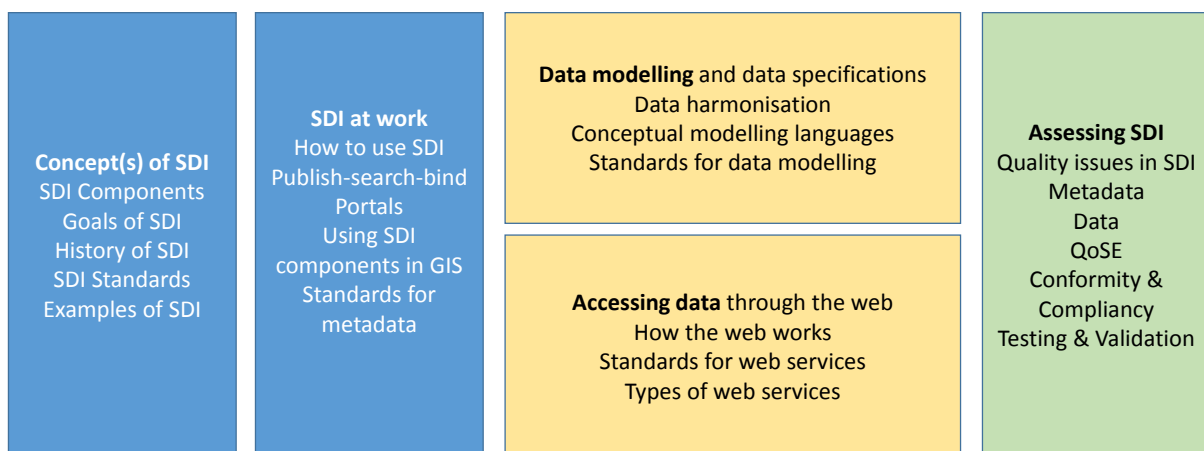 Concept(s) of SDI
SDI Components
Goals of SDI
History of SDI
SDI Standards
Examples of SDI
SDI at work
How to use SDI
Publish-search-bind
Portals
Using SDI
components in GIS
Standards for
metadata
Data modelling and data specifications
Data harmonisation
Conceptual modelling languages
Standards for data modelling
Accessing data through the web
How the web works
Standards for web services
Types of web services
Assessing SDI
Quality issues in SDI
Metadata
Data
QoSE
Conformity &
Compliancy
Testing & Validation